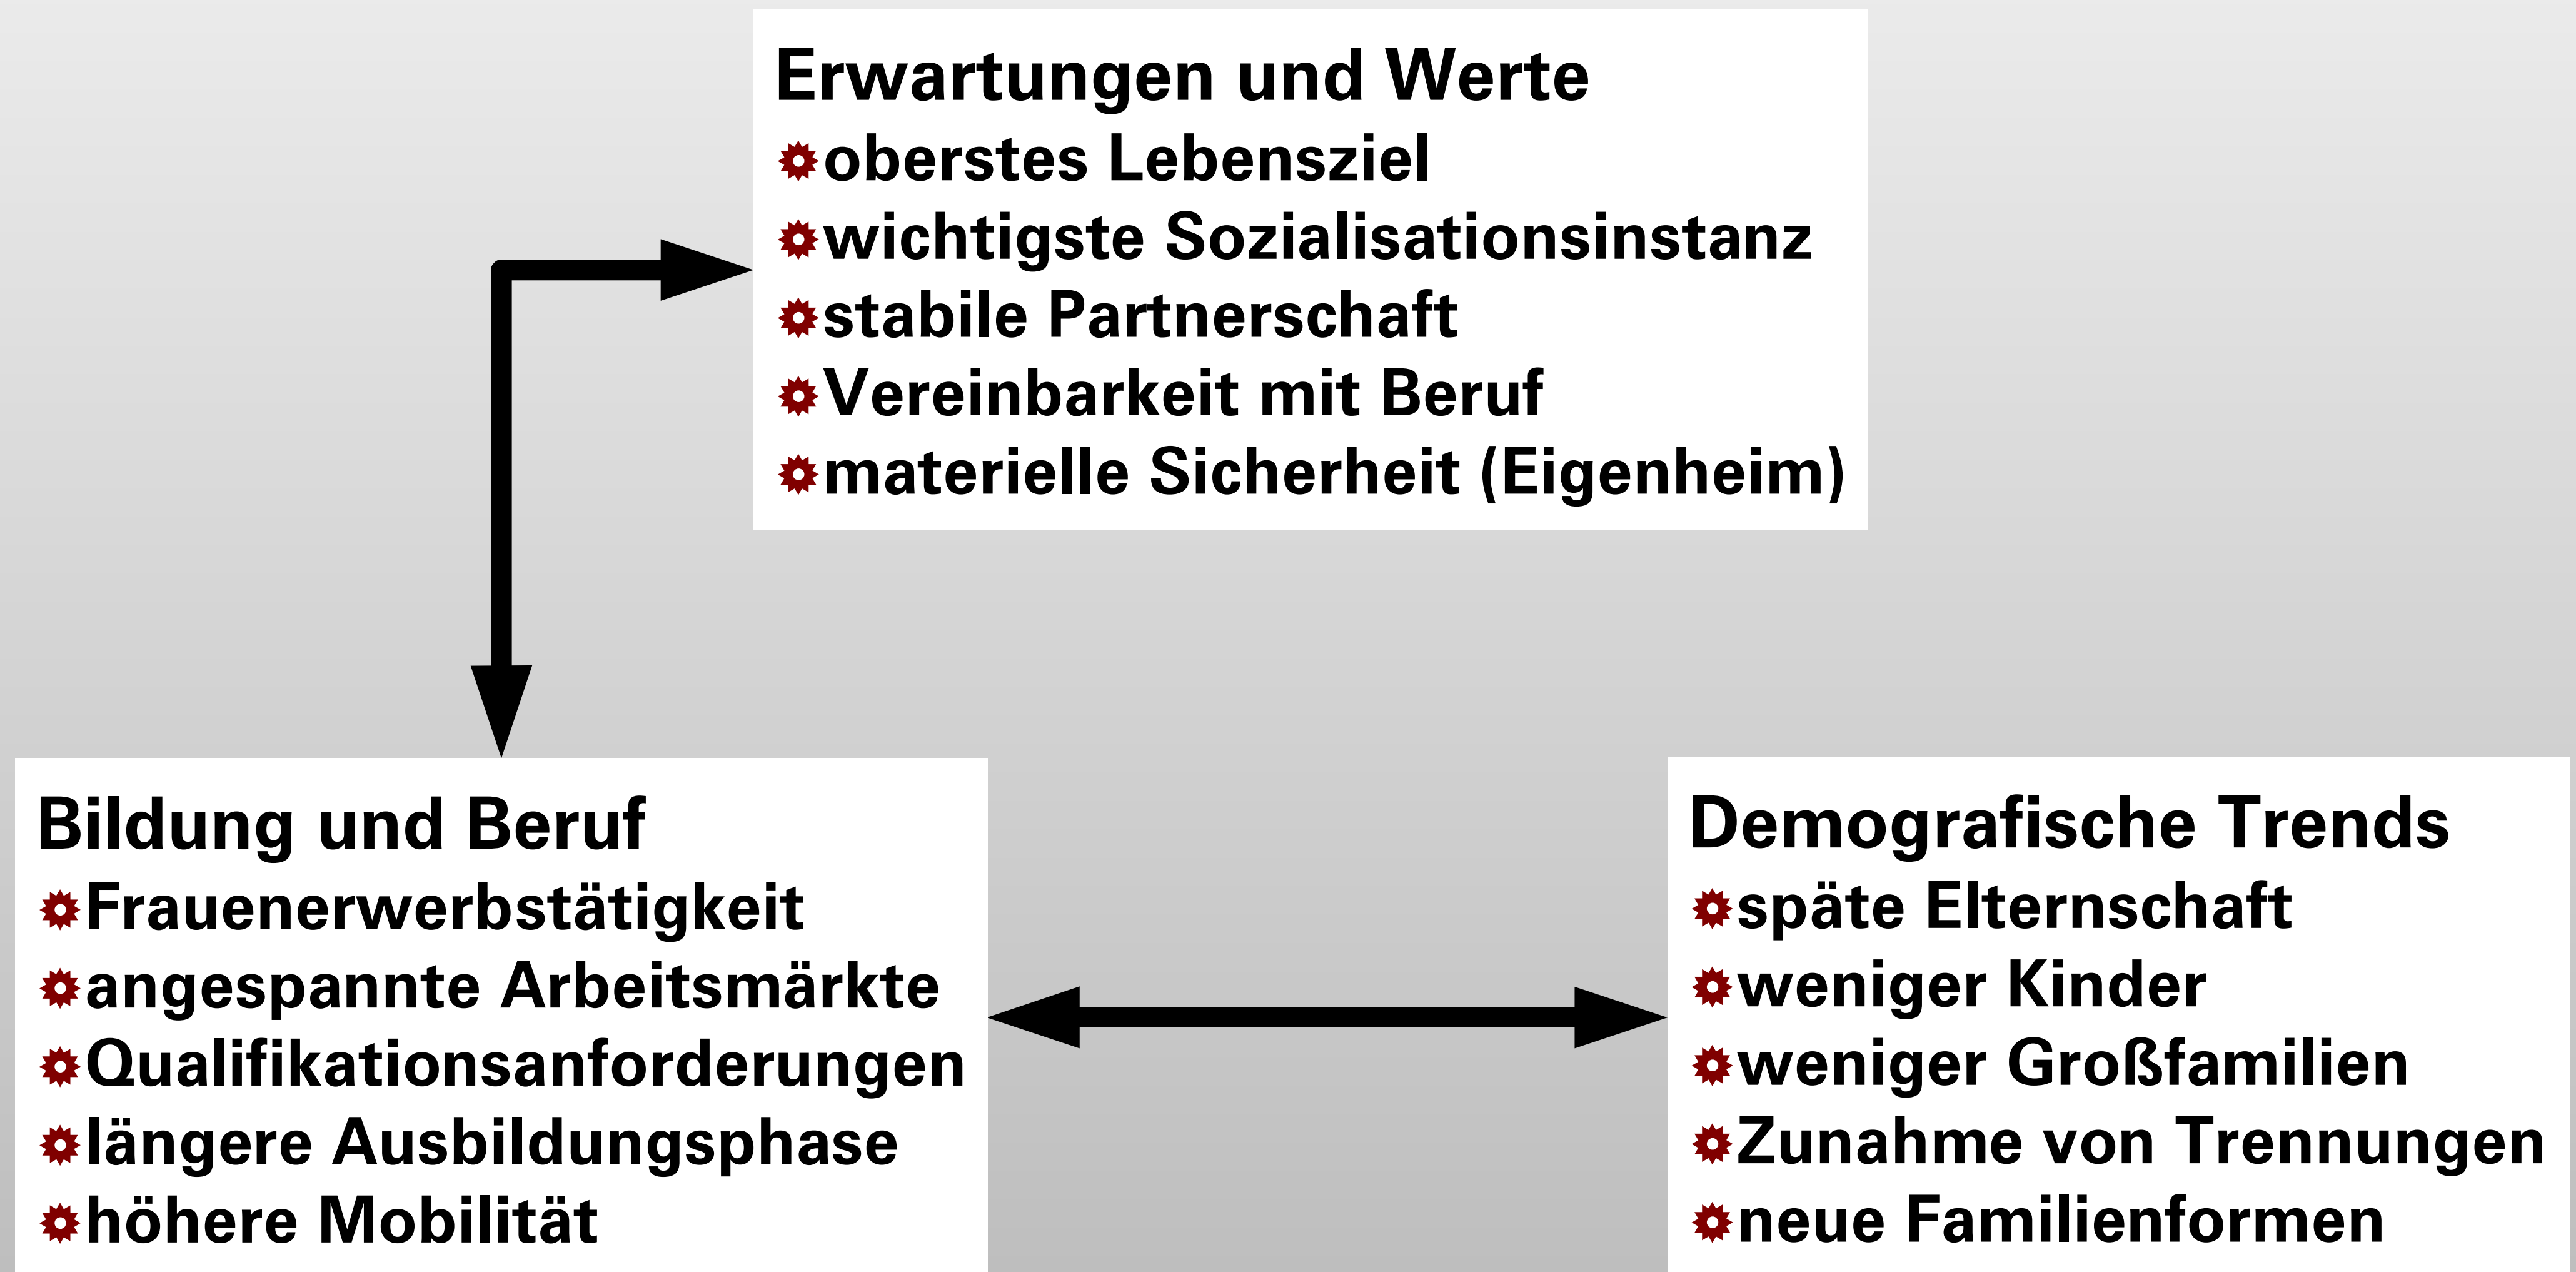 Erwartungen und Werte
oberstes Lebensziel
wichtigste Sozialisationsinstanz
stabile Partnerschaft
Vereinbarkeit mit Beruf
materielle Sicherheit (Eigenheim)
Bildung und Beruf
Frauenerwerbstätigkeit
angespannte Arbeitsmärkte
Qualifikationsanforderungen
längere Ausbildungsphase
höhere Mobilität
Demografische Trends
späte Elternschaft
weniger Kinder
weniger Großfamilien
Zunahme von Trennungen
neue Familienformen